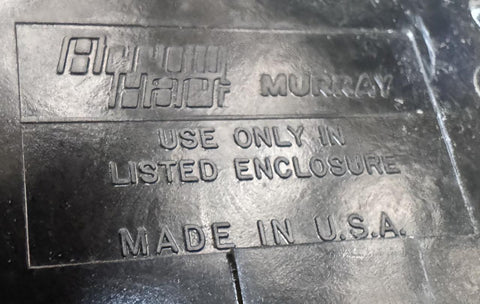 Arrow
Hart MURRAY
USE ONLY IN
LISTED ENCLOSURE
MADE IN U.S.A.